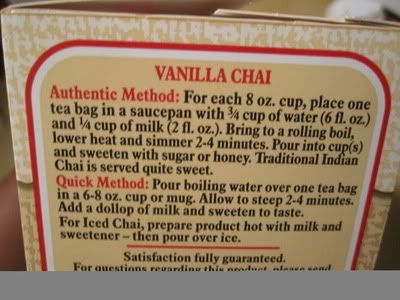 VANILLA CHAI
Authentic Method: For each 8 oz. cup, place one
tea bag in a saucepan with ¾ cup of water (6 fl. oz.)
and ¼ cup of milk (2 fl. oz.). Bring to a rolling boil,
lower heat and simmer 2-4 minutes. Pour into cup(s)
and sweeten with sugar or honey. Traditional Indian
Chai is served quite sweet.
Quick Method: Pour boiling water over one tea bag
in a 6-8 oz. cup or mug. Allow to steep 2-4 minutes.
Add a dollop of milk and sweeten to taste.
For Iced Chai, prepare product hot with milk and
sweetener – then pour over ice.
Satisfaction fully guaranteed.
For questions regarding this product, please send